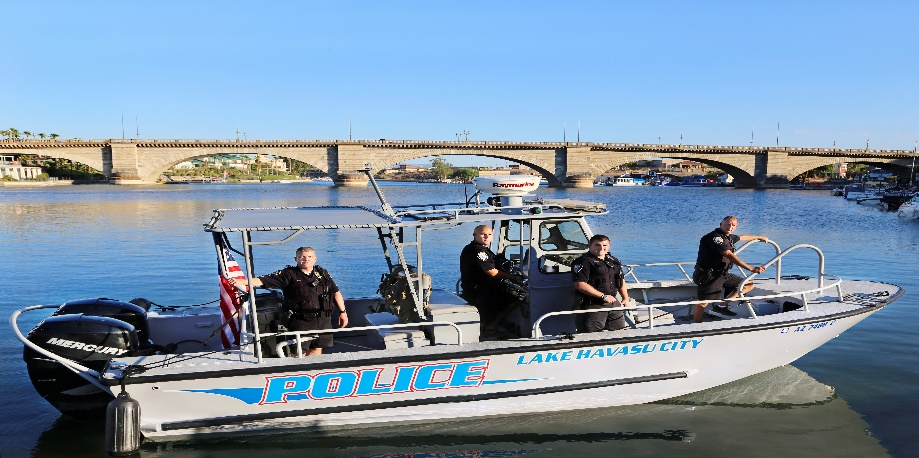 Raymarine
MERCURY
POLICE
LAKE HAVASU CITY